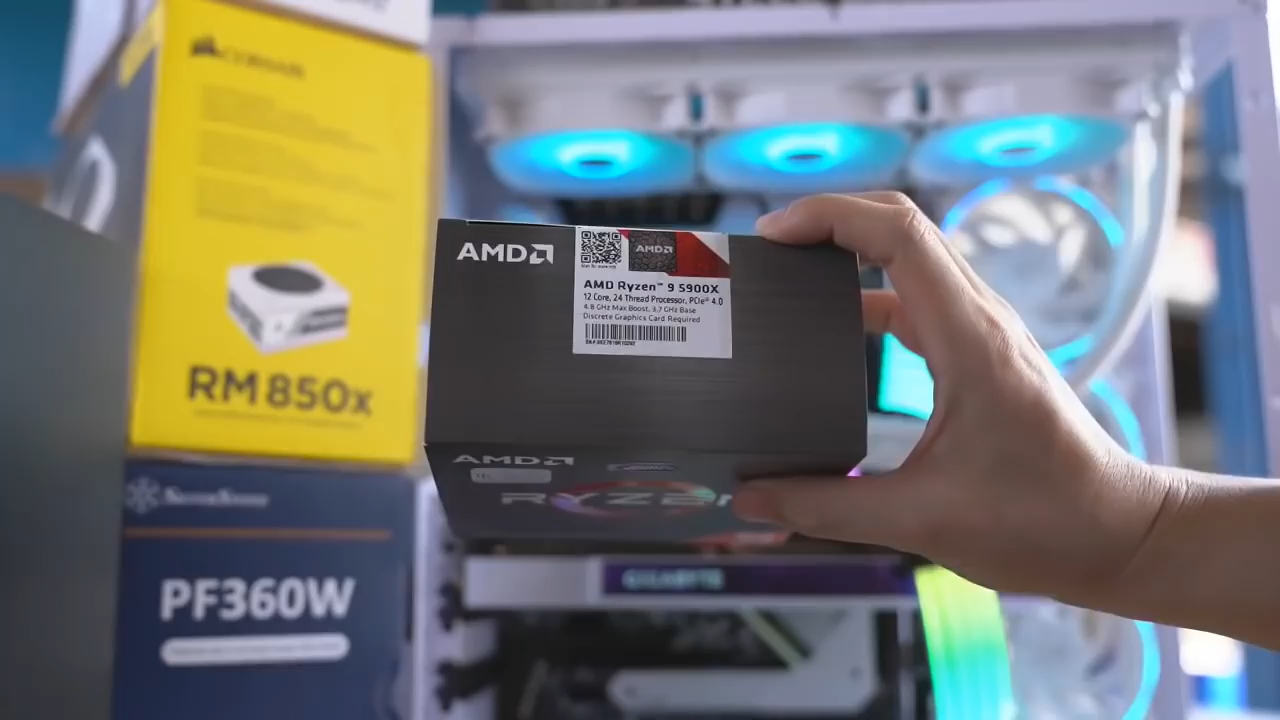 CORSAIR
RM850x
SilverStone
PF360W
AMD
AMD
AMD Ryzen™ 9 5900X
12 Core, 24 Thread Processor, PCIe® 4.0
4.8 GHz Max Boost, 3.7 GHz Base
Discrete Graphics Card Required
AMD
RYZEN
GIGABYTE